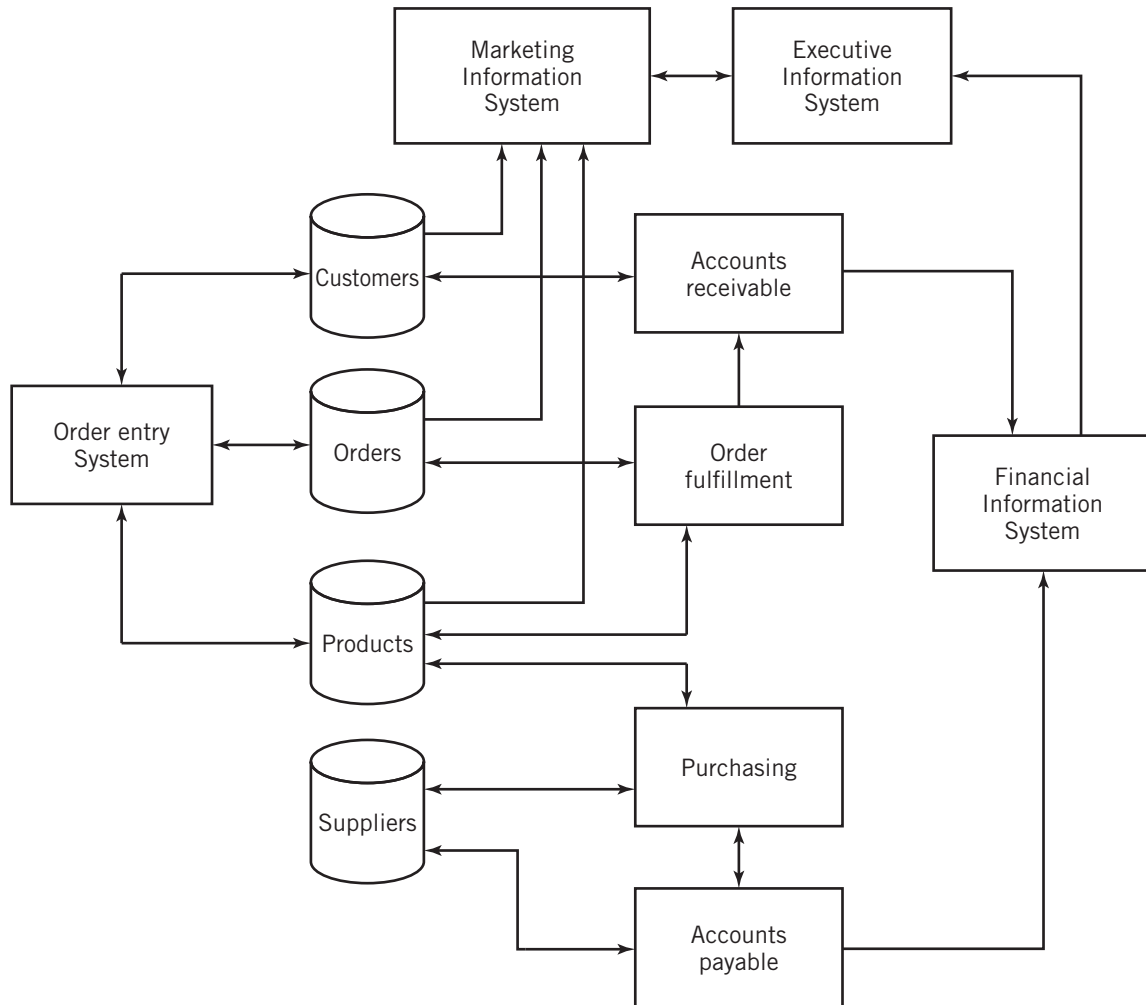 Marketing
Information
System
Executive
Information
System
Customers
Accounts
receivable
Order entry
System
Orders
Order
fulfillment
Financial
Information
System
Products
Purchasing
Suppliers
Accounts
payable